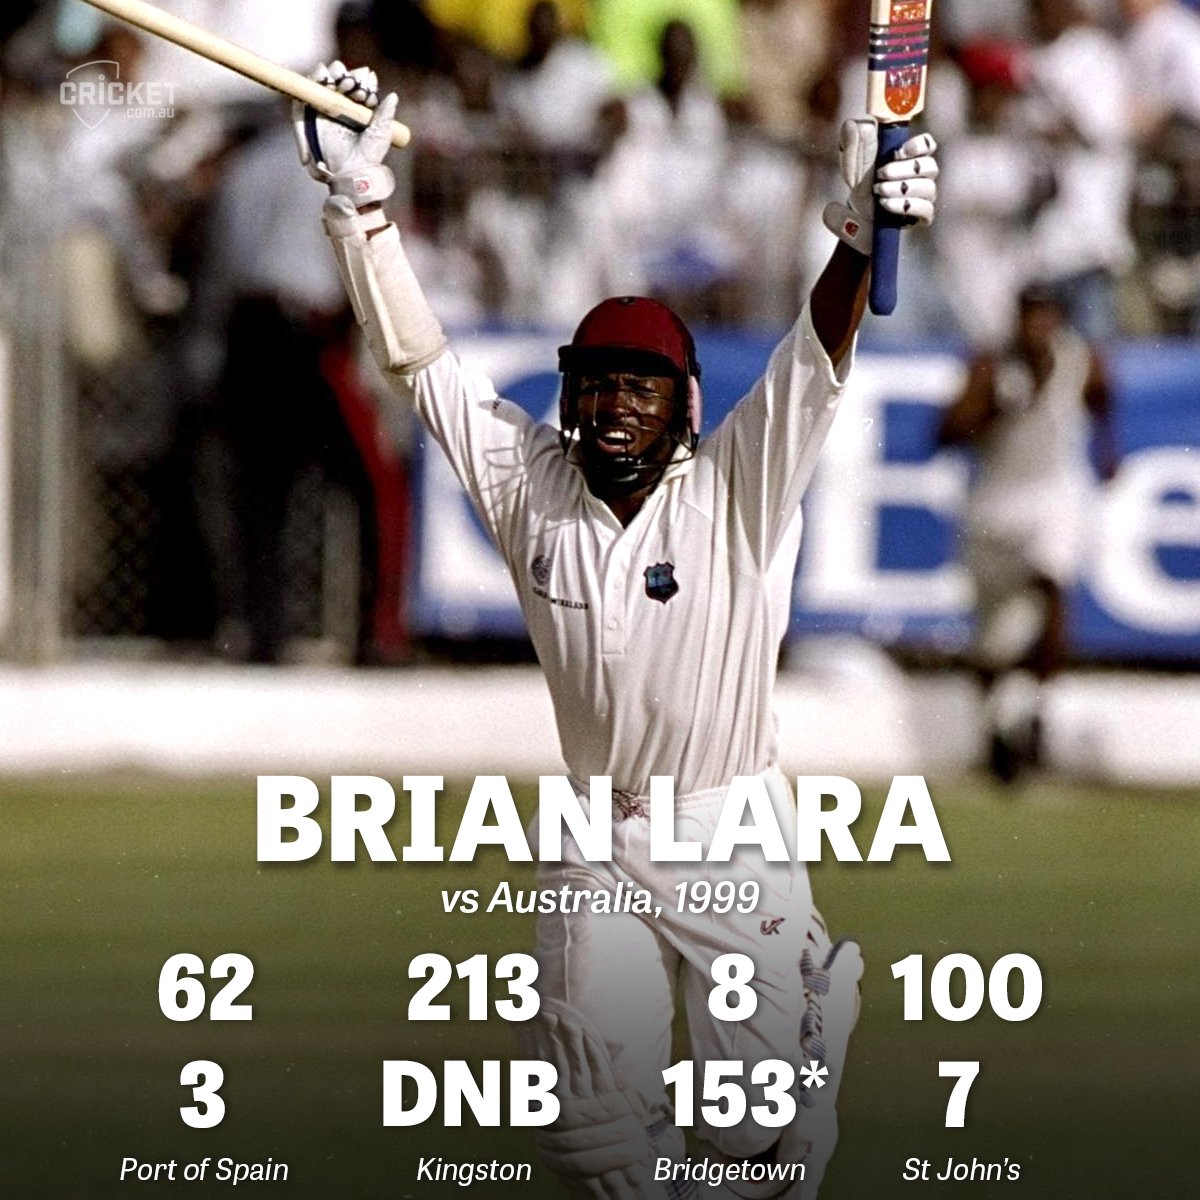 CRICKET
.com.au
E e
BRIAN LARA
vs Australia, 1999
62 213 8 100
3 DNB 153* 7
Port of Spain Kingston Bridgetown St John's